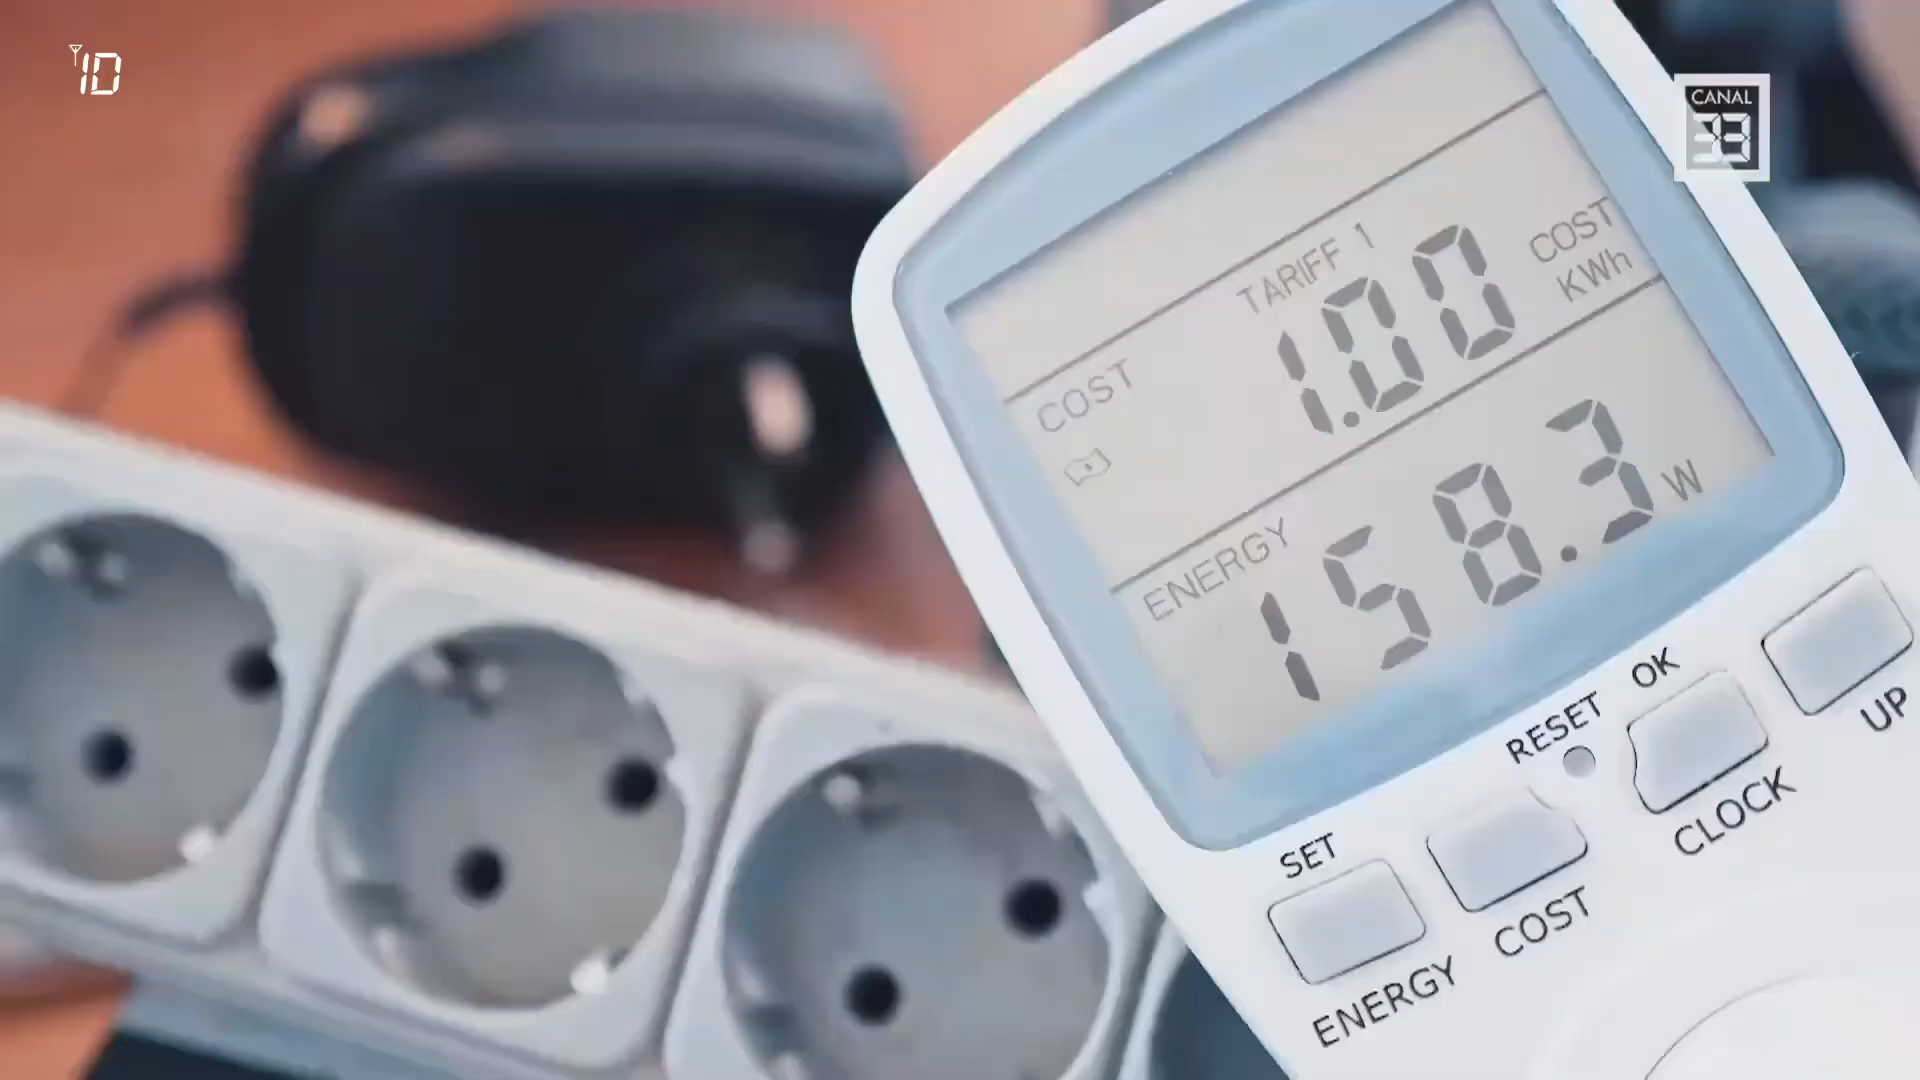 10
CANAL
33
TARIFF 1
COST 1.00 COST
KWh
ENERGY 158.3 W
SET RESET OK
ENERGY COST CLOCK UP